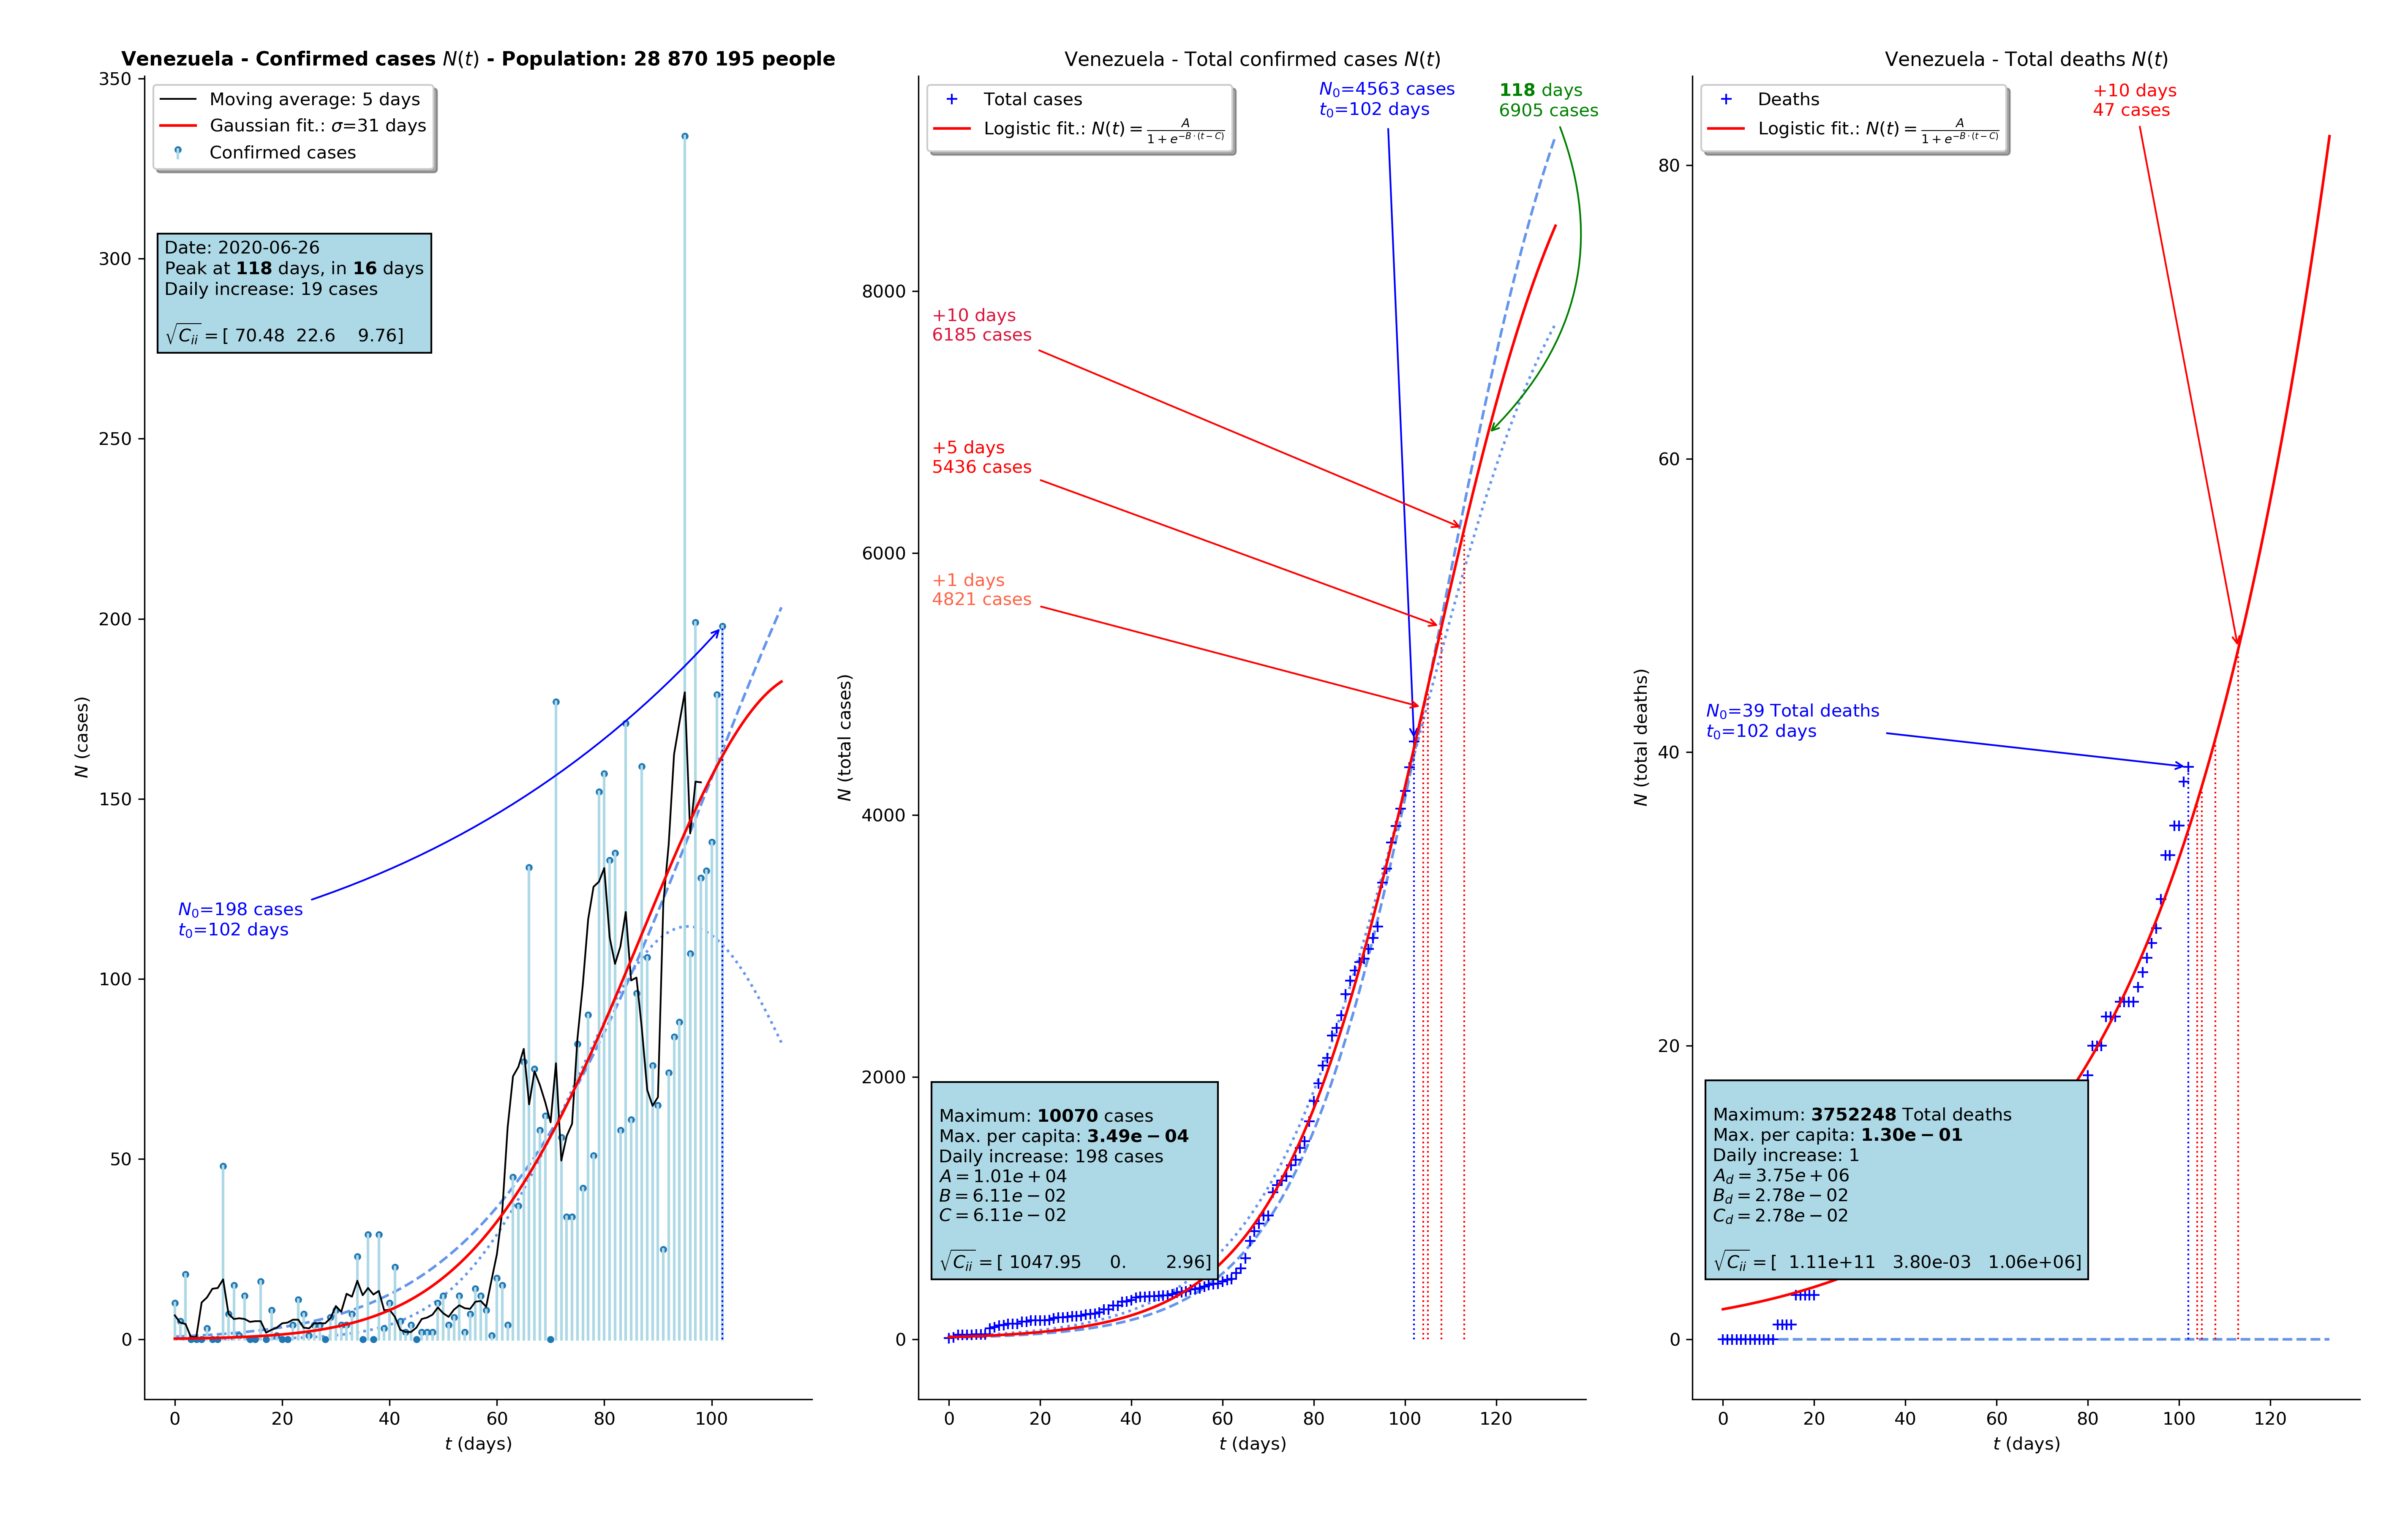 Venezuela - Confirmed cases N(t) - Population: 28 870 195 people
350
300
250
200
150
100
50
0
N (cases)
Moving average: 5 days
Gaussian fit.: σ=31 days
Confirmed cases
Date: 2020-06-26
Peak at 118 days, in 16 days
Daily increase: 19 cases
√C_ii = [ 70.48 22.6 9.76]
N₀=198 cases
t₀=102 days
0 20 40 60 80 100
t (days)
Venezuela - Total confirmed cases N(t)
8000
6000
4000
2000
0
N (total cases)
Total cases
Logistic fit.: N(t) = A / (1 + e^(−B·(t−C)))
N₀=4563 cases
t₀=102 days
118 days
6905 cases
+10 days
6185 cases
+5 days
5436 cases
+1 days
4821 cases
Maximum: 10070 cases
Max. per capita: 3.49e − 04
Daily increase: 198 cases
A = 1.01e + 04
B = 6.11e − 02
C = 6.11e − 02
√C_ii = [ 1047.95 0. 2.96]
0 20 40 60 80 100 120
t (days)
Venezuela - Total deaths N(t)
80
60
40
20
0
N (total deaths)
Deaths
Logistic fit.: N(t) = A / (1 + e^(−B·(t−C)))
+10 days
47 cases
N₀=39 Total deaths
t₀=102 days
Maximum: 3752248 Total deaths
Max. per capita: 1.30e − 01
Daily increase: 1
A_d = 3.75e + 06
B_d = 2.78e − 02
C_d = 2.78e − 02
√C_ii = [ 1.11e+11 3.80e-03 1.06e+06]
0 20 40 60 80 100 120
t (days)